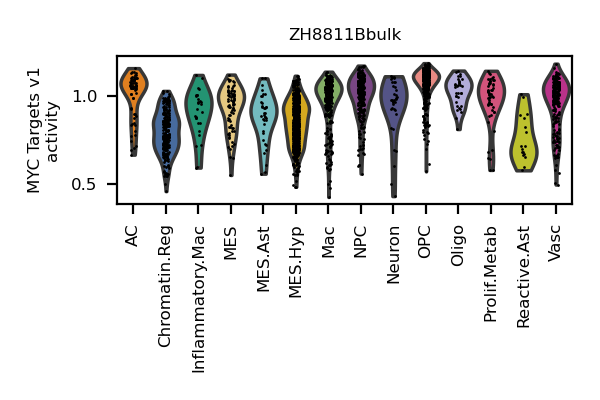 ZH8811Bbulk
MYC Targets v1
activity
1.0
0.5
AC
Chromatin.Reg
Inflammatory.Mac
MES
MES.Ast
MES.Hyp
Mac
NPC
Neuron
OPC
Oligo
Prolif.Metab
Reactive.Ast
Vasc